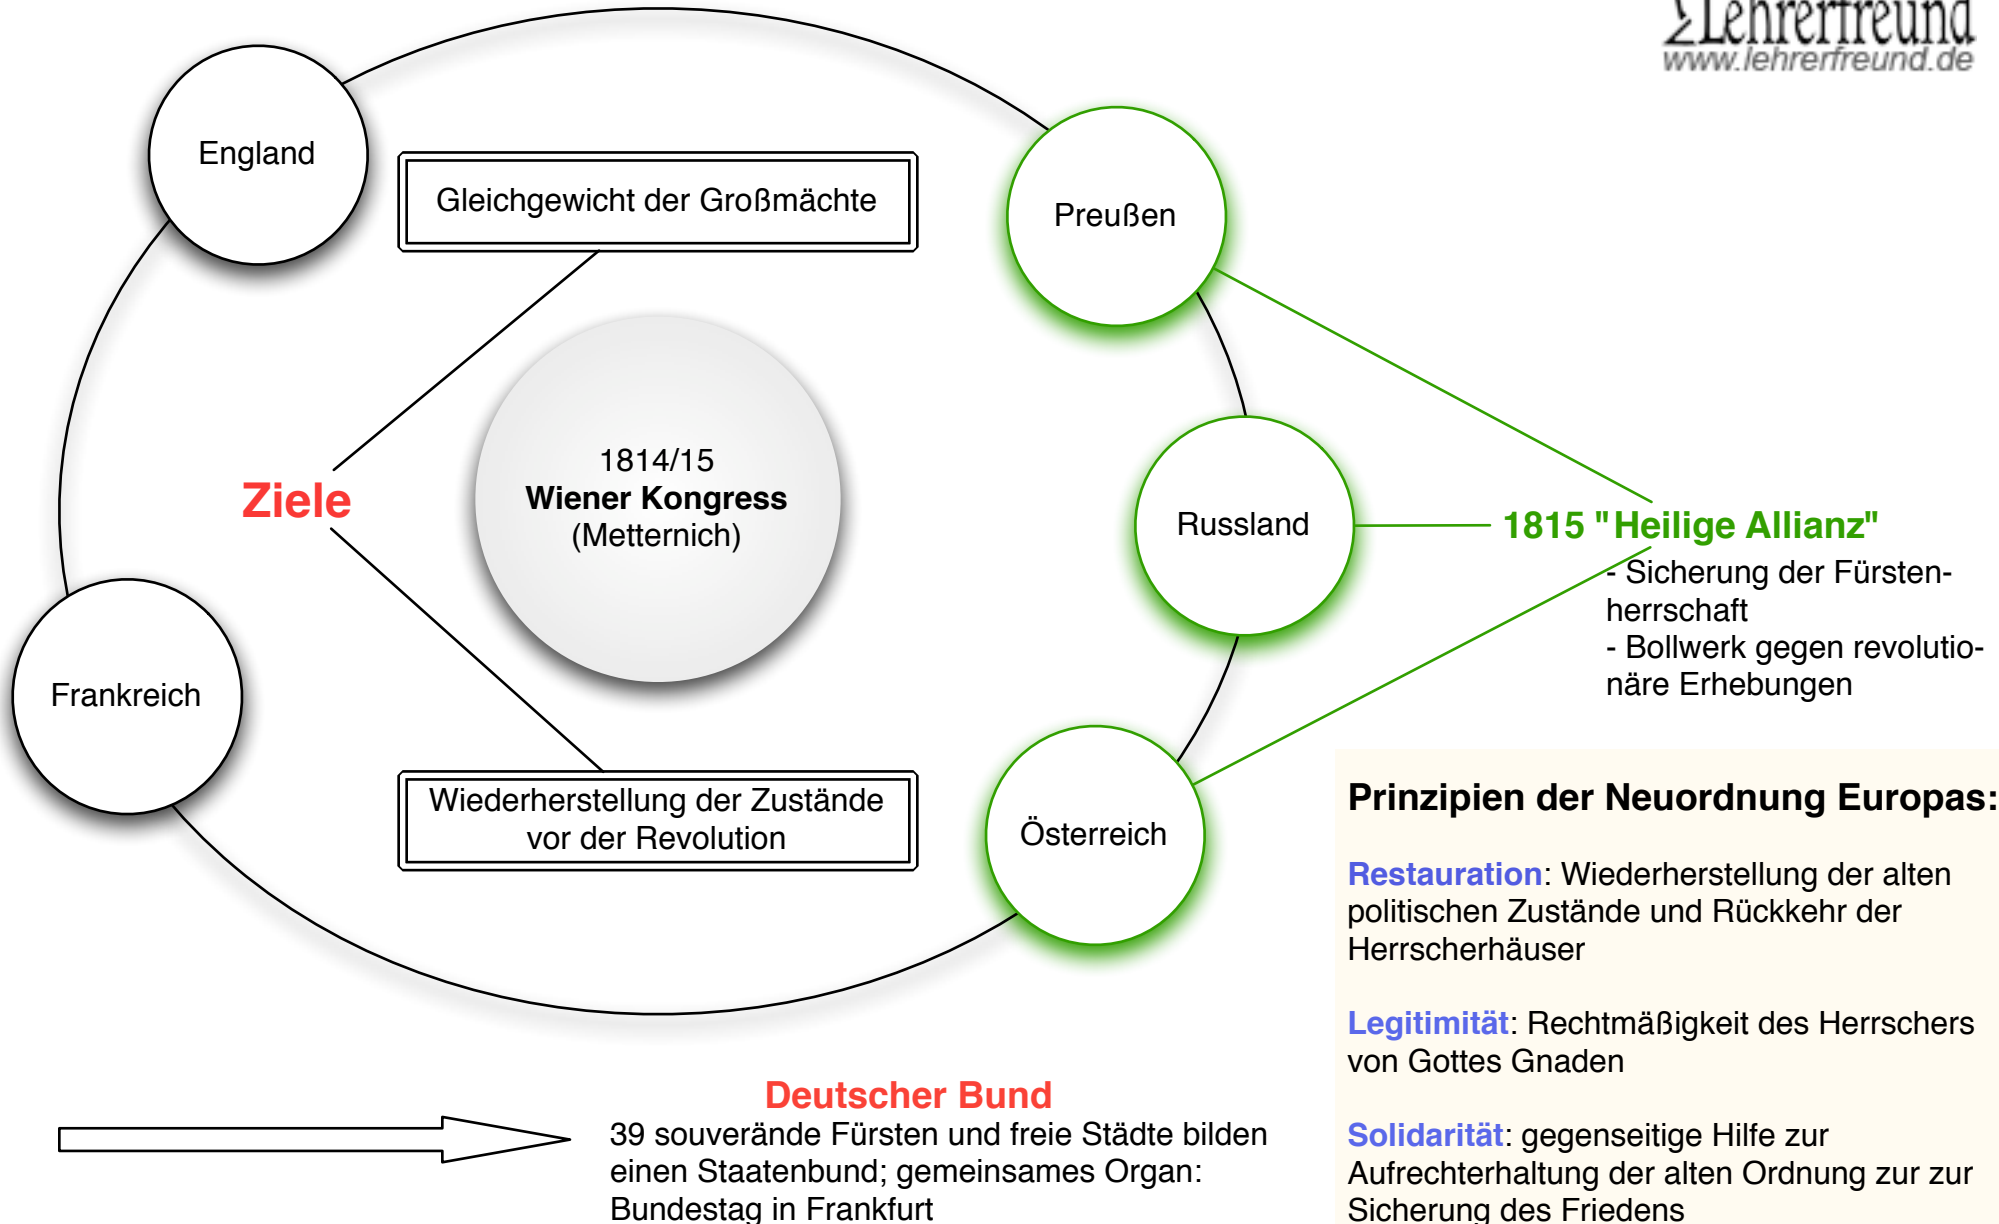 Lehrerfreund
www.lehrerfreund.de
England
Gleichgewicht der Großmächte
Preußen
1814/15
Wiener Kongress
(Metternich)
Ziele
Russland
1815 "Heilige Allianz"
- Sicherung der Fürsten-
herrschaft
- Bollwerk gegen revolutio-
näre Erhebungen
Frankreich
Wiederherstellung der Zustände
vor der Revolution
Österreich
Prinzipien der Neuordnung Europas:
Restauration: Wiederherstellung der alten
politischen Zustände und Rückkehr der
Herrscherhäuser
Legitimität: Rechtmäßigkeit des Herrschers
von Gottes Gnaden
Solidarität: gegenseitige Hilfe zur
Aufrechterhaltung der alten Ordnung zur zur
Sicherung des Friedens
Deutscher Bund
39 souverände Fürsten und freie Städte bilden
einen Staatenbund; gemeinsames Organ:
Bundestag in Frankfurt